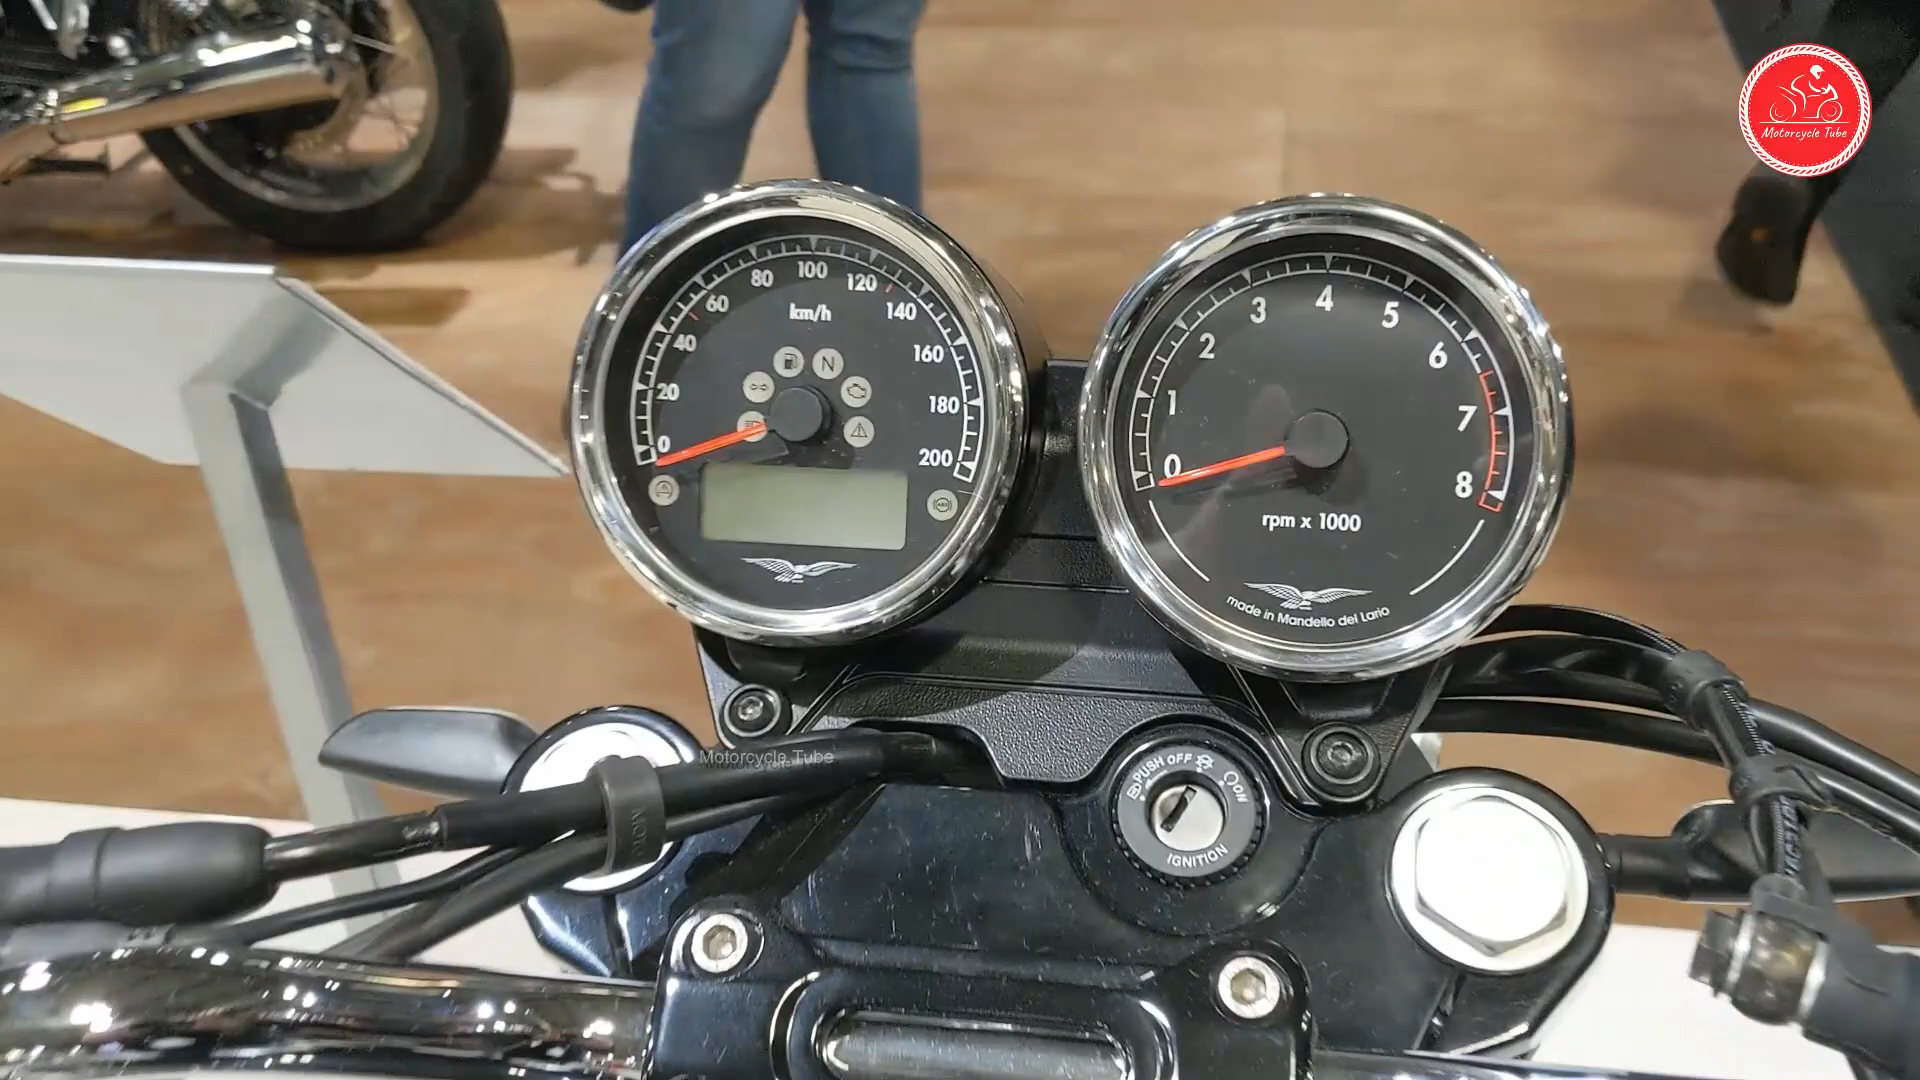 Motorcycle Tube
0
20
40
60
80
100
120
140
160
180
200
km/h
N
ABS
0
1
2
3
4
5
6
7
8
rpm x 1000
made in Mandello del Lario
Motorcycle Tube
PUSH OFF ON
IGNITION